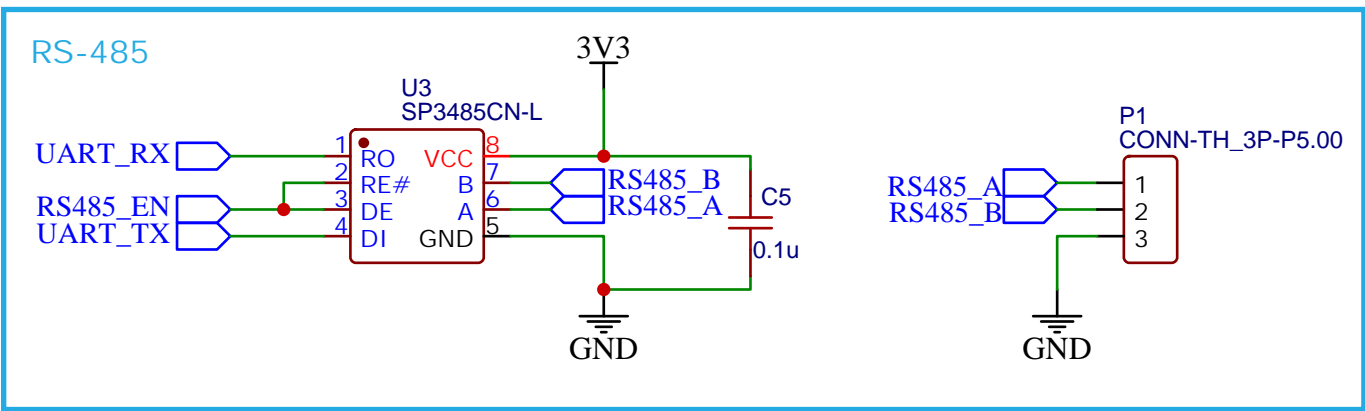 RS-485
3V3
U3
SP3485CN-L
UART_RX
RS485_EN
UART_TX
1
2
3
4
RO
RE#
DE
DI
VCC
B
A
GND
8
7
6
5
RS485_B
RS485_A
C5
0.1u
GND
P1
CONN-TH_3P-P5.00
RS485_A
RS485_B
1
2
3
GND